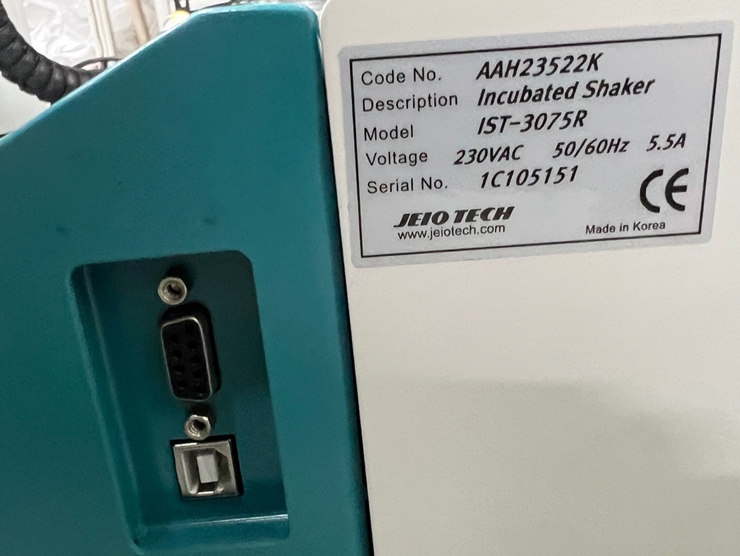 Code No. AAH23522K
Description Incubated Shaker
Model IST-3075R
Voltage 230VAC 50/60Hz 5.5A
Serial No. 1C105151
CE
JEIO TECH
www.jeiotech.com Made in Korea